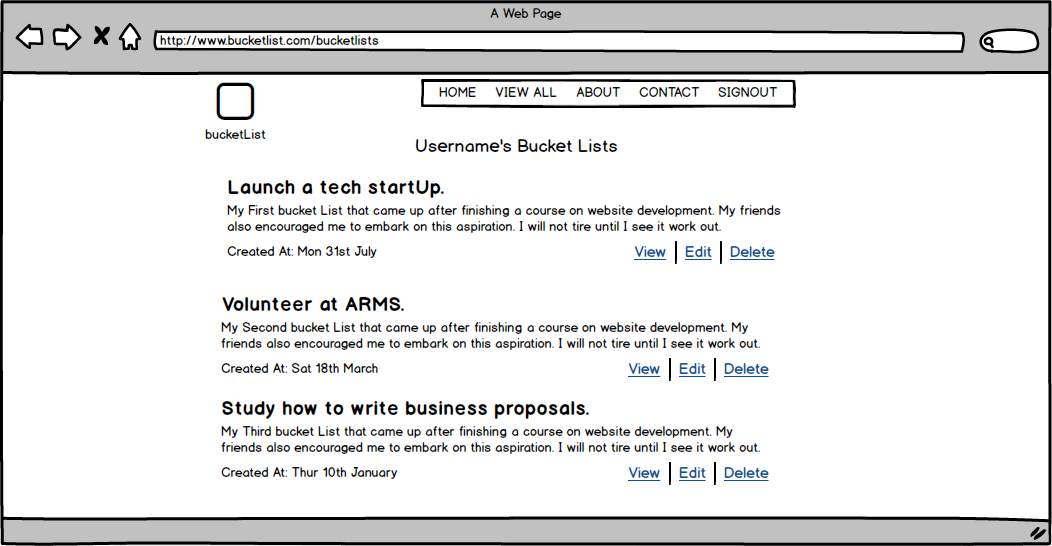 A Web Page
http://www.bucketlist.com/bucketlists
HOME VIEW ALL ABOUT CONTACT SIGNOUT
bucketList
Username's Bucket Lists
Launch a tech startUp.
My First bucket List that came up after finishing a course on website development. My friends
also encouraged me to embark on this aspiration. I will not tire until I see it work out.
Created At: Mon 31st July View Edit Delete
Volunteer at ARMS.
My Second bucket List that came up after finishing a course on website development. My
friends also encouraged me to embark on this aspiration. I will not tire until I see it work out.
Created At: Sat 18th March View Edit Delete
Study how to write business proposals.
My Third bucket List that came up after finishing a course on website development. My
friends also encouraged me to embark on this aspiration. I will not tire until I see it work out.
Created At: Thur 10th January View Edit Delete